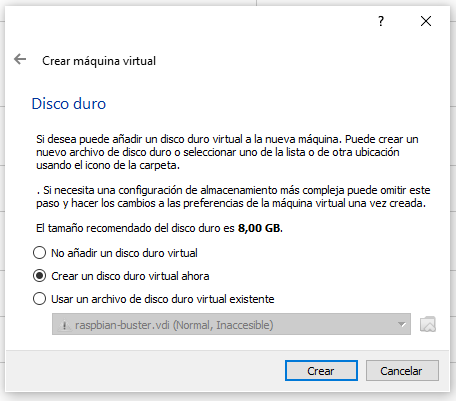 ?
Crear máquina virtual
Disco duro
Si desea puede añadir un disco duro virtual a la nueva máquina. Puede crear un
nuevo archivo de disco duro o seleccionar uno de la lista o de otra ubicación
usando el icono de la carpeta.
. Si necesita una configuración de almacenamiento más compleja puede omitir este
paso y hacer los cambios a las preferencias de la máquina virtual una vez creada.
El tamaño recomendado del disco duro es 8,00 GB.
No añadir un disco duro virtual
Crear un disco duro virtual ahora
Usar un archivo de disco duro virtual existente
raspbian-buster.vdi (Normal, Inaccesible)
Crear
Cancelar